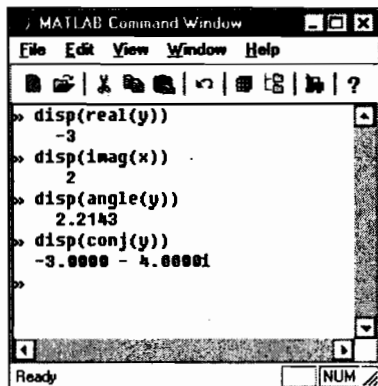 MATLAB Command Window
File Edit View Window Help
?
» disp(real(y))
-3
» disp(imag(x))
2
» disp(angle(y))
2.2143
» disp(conj(y))
-3.0000 - 4.0000i
»
Ready NUM